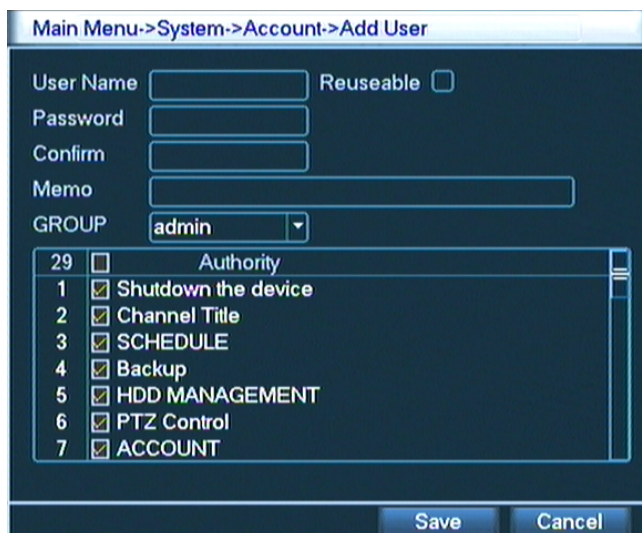 Main Menu->System->Account->Add User
User Name Reuseable
Password
Confirm
Memo
GROUP admin
29 Authority
1 Shutdown the device
2 Channel Title
3 SCHEDULE
4 Backup
5 HDD MANAGEMENT
6 PTZ Control
7 ACCOUNT
Save Cancel